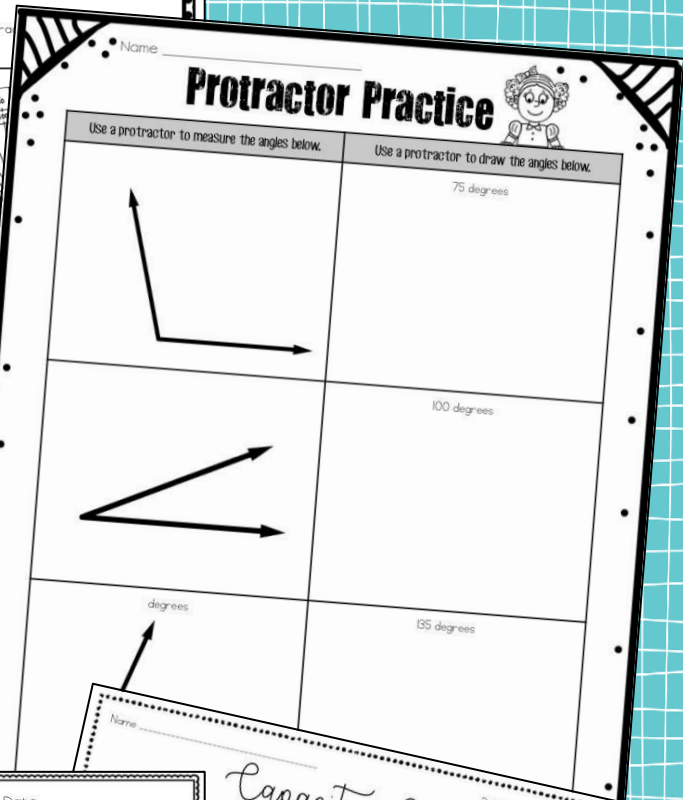 Name
Protractor Practice
Use a protractor to measure the angles below.
Use a protractor to draw the angles below.
75 degrees
100 degrees
degrees
135 degrees
Name